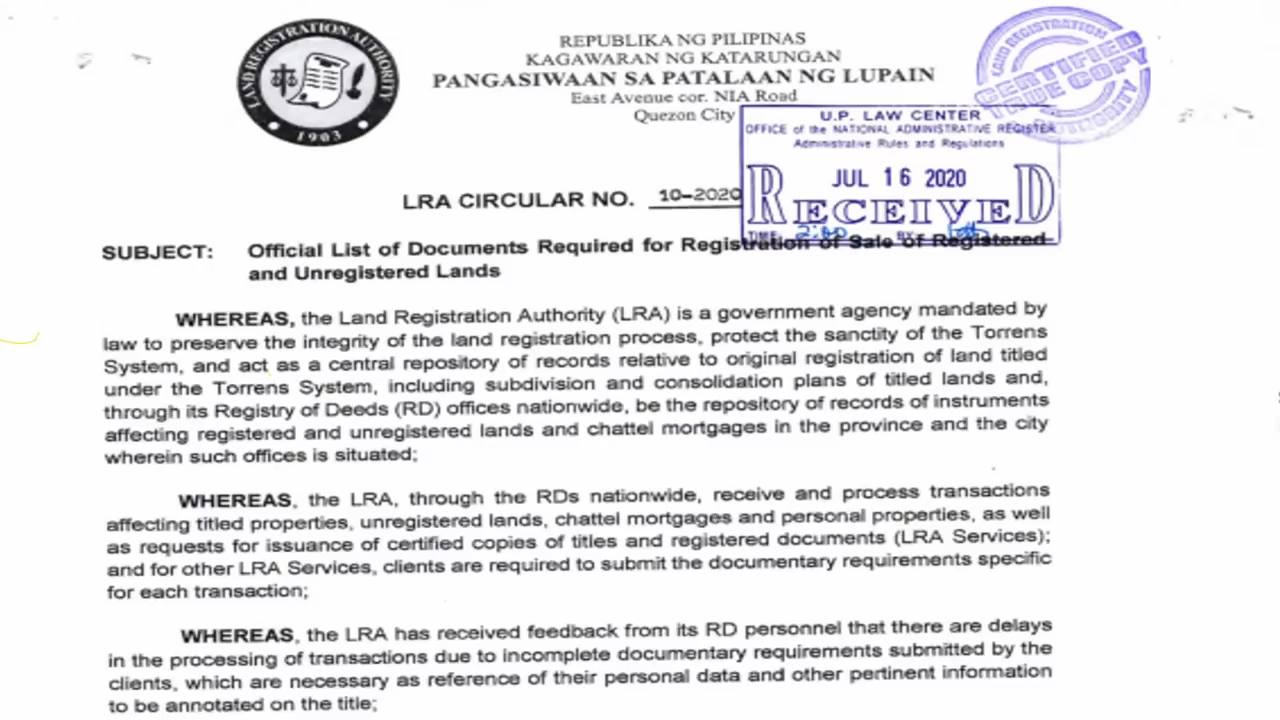 LAND REGISTRATION AUTHORITY
1903
REPUBLIKA NG PILIPINAS
KAGAWARAN NG KATARUNGAN
PANGASIWAAN SA PATALAAN NG LUPAIN
East Avenue cor. NIA Road
Quezon City
LAND REGISTRATION
CERTIFIED
TRUE COPY
AUTHORITY
U.P. LAW CENTER
OFFICE of the NATIONAL ADMINISTRATIVE REGISTER
Administrative Rules and Regulations
JUL 16 2020
RECEIVED
TIME: 2:00 BY:
LRA CIRCULAR NO. 10-2020
SUBJECT: Official List of Documents Required for Registration of Sale of Registered
and Unregistered Lands
WHEREAS, the Land Registration Authority (LRA) is a government agency mandated by
law to preserve the integrity of the land registration process, protect the sanctity of the Torrens
System, and act as a central repository of records relative to original registration of land titled
under the Torrens System, including subdivision and consolidation plans of titled lands and,
through its Registry of Deeds (RD) offices nationwide, be the repository of records of instruments
affecting registered and unregistered lands and chattel mortgages in the province and the city
wherein such offices is situated;
WHEREAS, the LRA, through the RDs nationwide, receive and process transactions
affecting titled properties, unregistered lands, chattel mortgages and personal properties, as well
as requests for issuance of certified copies of titles and registered documents (LRA Services);
and for other LRA Services, clients are required to submit the documentary requirements specific
for each transaction;
WHEREAS, the LRA has received feedback from its RD personnel that there are delays
in the processing of transactions due to incomplete documentary requirements submitted by the
clients, which are necessary as reference of their personal data and other pertinent information
to be annotated on the title;